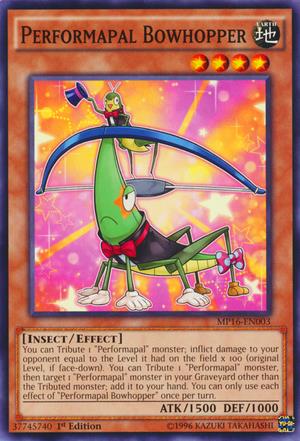 PERFORMAPAL BOWHOPPER
EARTH
地
MP16-EN003
[INSECT/EFFECT]
You can Tribute 1 "Performapal" monster; inflict damage to your
opponent equal to the Level it had on the field x 100 (original
Level, if face-down). You can Tribute 1 "Performapal" monster,
then target 1 "Performapal" monster in your Graveyard other than
the Tributed monster; add it to your hand. You can only use each
effect of "Performapal Bowhopper" once per turn.
ATK/1500 DEF/1000
37745740 1st Edition ©1996 KAZUKI TAKAHASHI